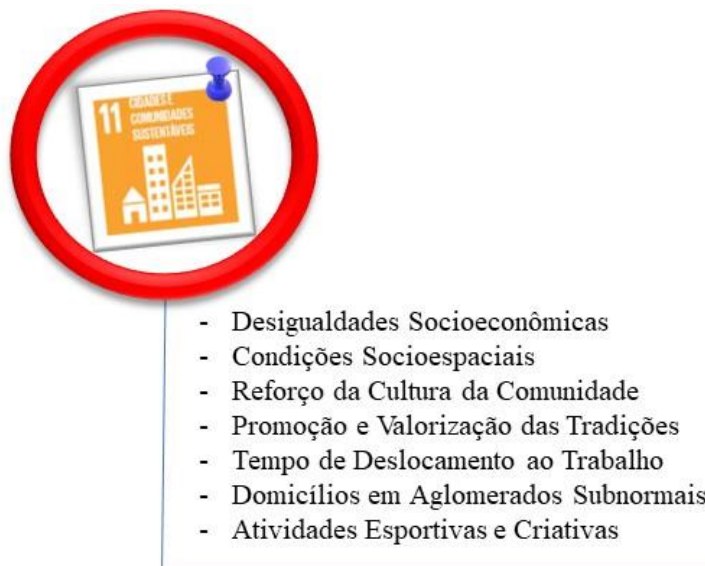 11 CIDADES E
COMUNIDADES
SUSTENTÁVEIS
- Desigualdades Socioeconômicas
- Condições Socioespaciais
- Reforço da Cultura da Comunidade
- Promoção e Valorização das Tradições
- Tempo de Deslocamento ao Trabalho
- Domicílios em Aglomerados Subnormais
- Atividades Esportivas e Criativas